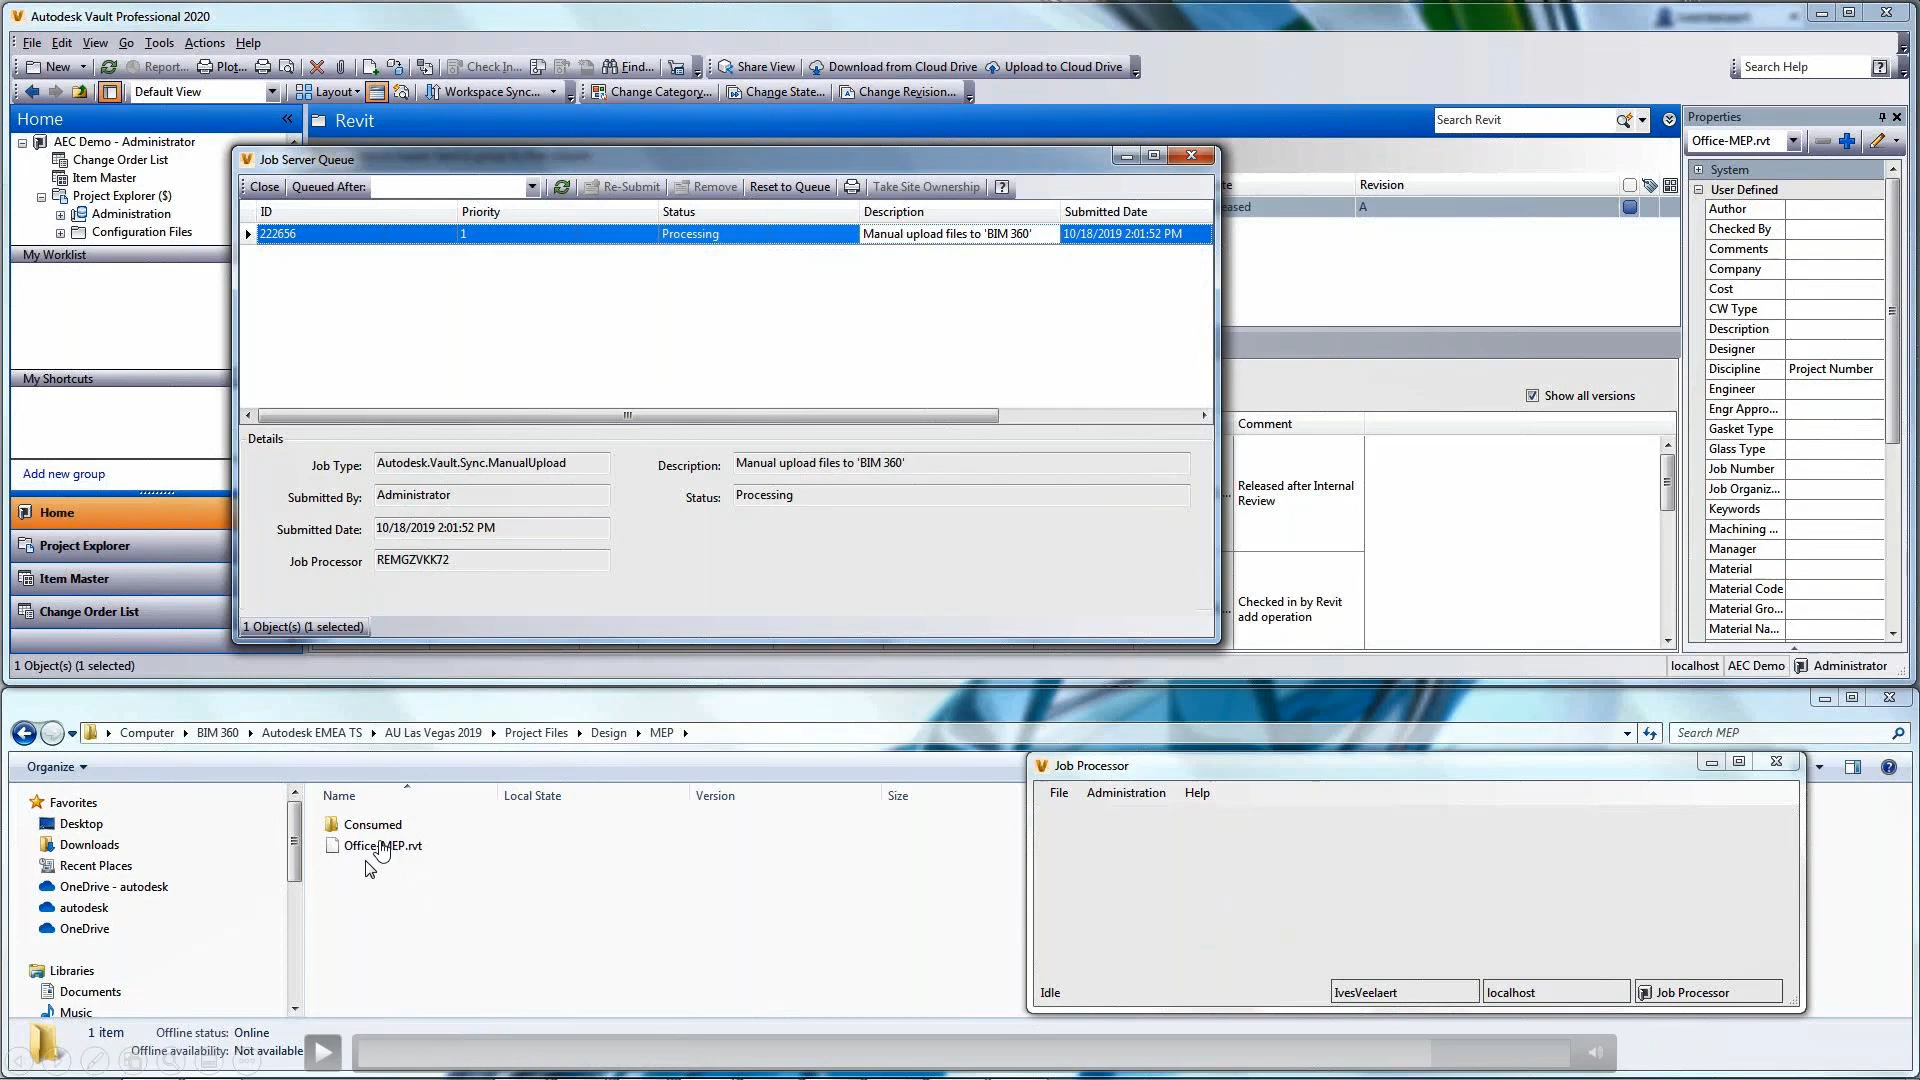 Autodesk Vault Professional 2020
File Edit View Go Tools Actions Help
New Report... Plot... Check In... Find... Share View Download from Cloud Drive Upload to Cloud Drive Search Help
Default View Layout Workspace Sync... Change Category... Change State... Change Revision...
Home
AEC Demo - Administrator
Change Order List
Item Master
Project Explorer ($)
Administration
Configuration Files
My Worklist
My Shortcuts
Add new group
Home
Project Explorer
Item Master
Change Order List
1 Object(s) (1 selected)
Revit
Search Revit
Revision
A
Show all versions
Comment
Released after Internal
Review
Checked in by Revit
add operation
Job Server Queue
Close Queued After: Re-Submit Remove Reset to Queue Take Site Ownership
ID Priority Status Description Submitted Date
222656 1 Processing Manual upload files to 'BIM 360' 10/18/2019 2:01:52 PM
Details
Job Type: Autodesk.Vault.Sync.ManualUpload Description: Manual upload files to 'BIM 360'
Submitted By: Administrator Status: Processing
Submitted Date: 10/18/2019 2:01:52 PM
Job Processor REMGZVKK72
1 Object(s) (1 selected)
Properties
Office-MEP.rvt
System
User Defined
Author
Checked By
Comments
Company
Cost
CW Type
Description
Designer
Discipline Project Number
Engineer
Engr Appro...
Gasket Type
Glass Type
Job Number
Job Organiz...
Keywords
Machining ...
Manager
Material
Material Code
Material Gro...
Material Na...
localhost AEC Demo Administrator
Computer BIM 360 Autodesk EMEA TS AU Las Vegas 2019 Project Files Design MEP Search MEP
Organize
Favorites
Desktop
Downloads
Recent Places
OneDrive - autodesk
autodesk
OneDrive
Libraries
Documents
Music
Name Local State Version Size
Consumed
Office-MEP.rvt
1 item Offline status: Online
Offline availability: Not available
Job Processor
File Administration Help
Idle IvesVeelaert localhost Job Processor